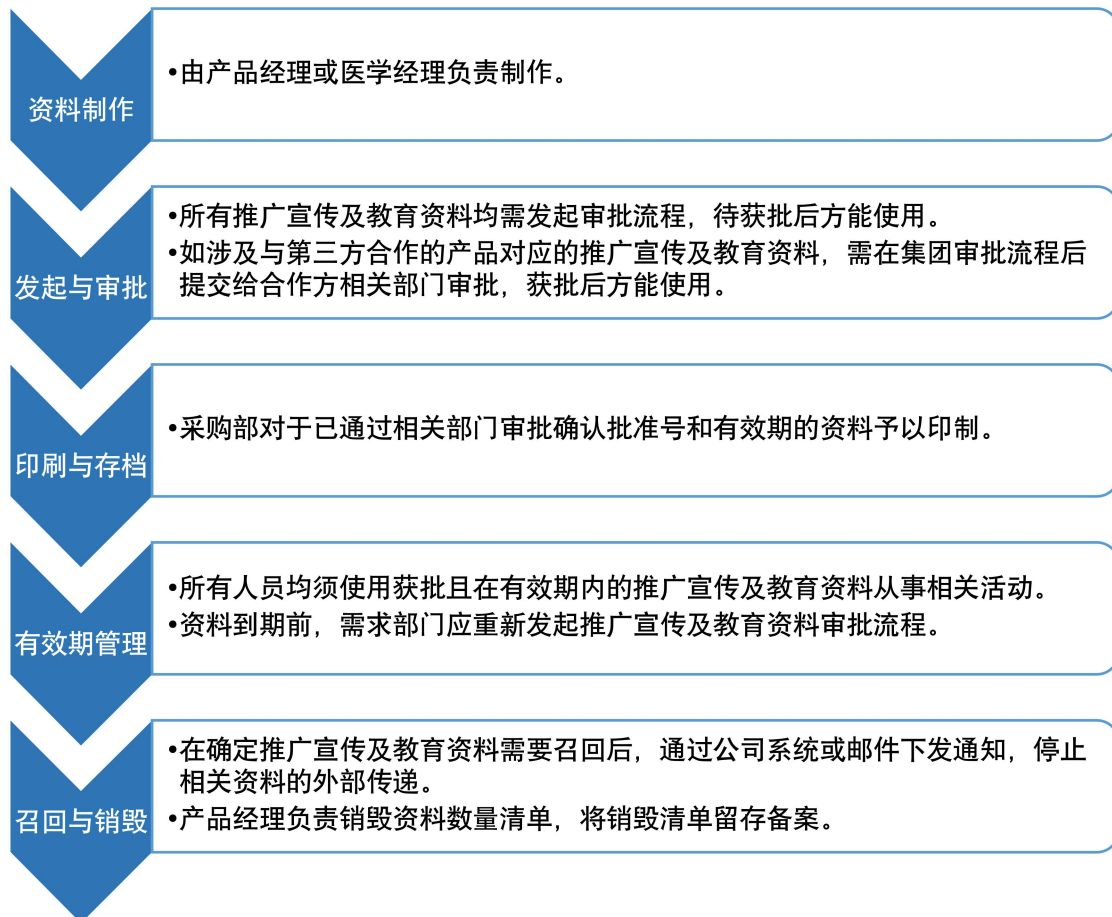 资料制作
•由产品经理或医学经理负责制作。
发起与审批
•所有推广宣传及教育资料均需发起审批流程，待获批后方能使用。
•如涉及与第三方合作的产品对应的推广宣传及教育资料，需在集团审批流程后
提交给合作方相关部门审批，获批后方能使用。
印刷与存档
•采购部对于已通过相关部门审批确认批准号和有效期的资料予以印制。
有效期管理
•所有人员均须使用获批且在有效期内的推广宣传及教育资料从事相关活动。
•资料到期前，需求部门应重新发起推广宣传及教育资料审批流程。
召回与销毁
•在确定推广宣传及教育资料需要召回后，通过公司系统或邮件下发通知，停止
相关资料的外部传递。
•产品经理负责销毁资料数量清单，将销毁清单留存备案。